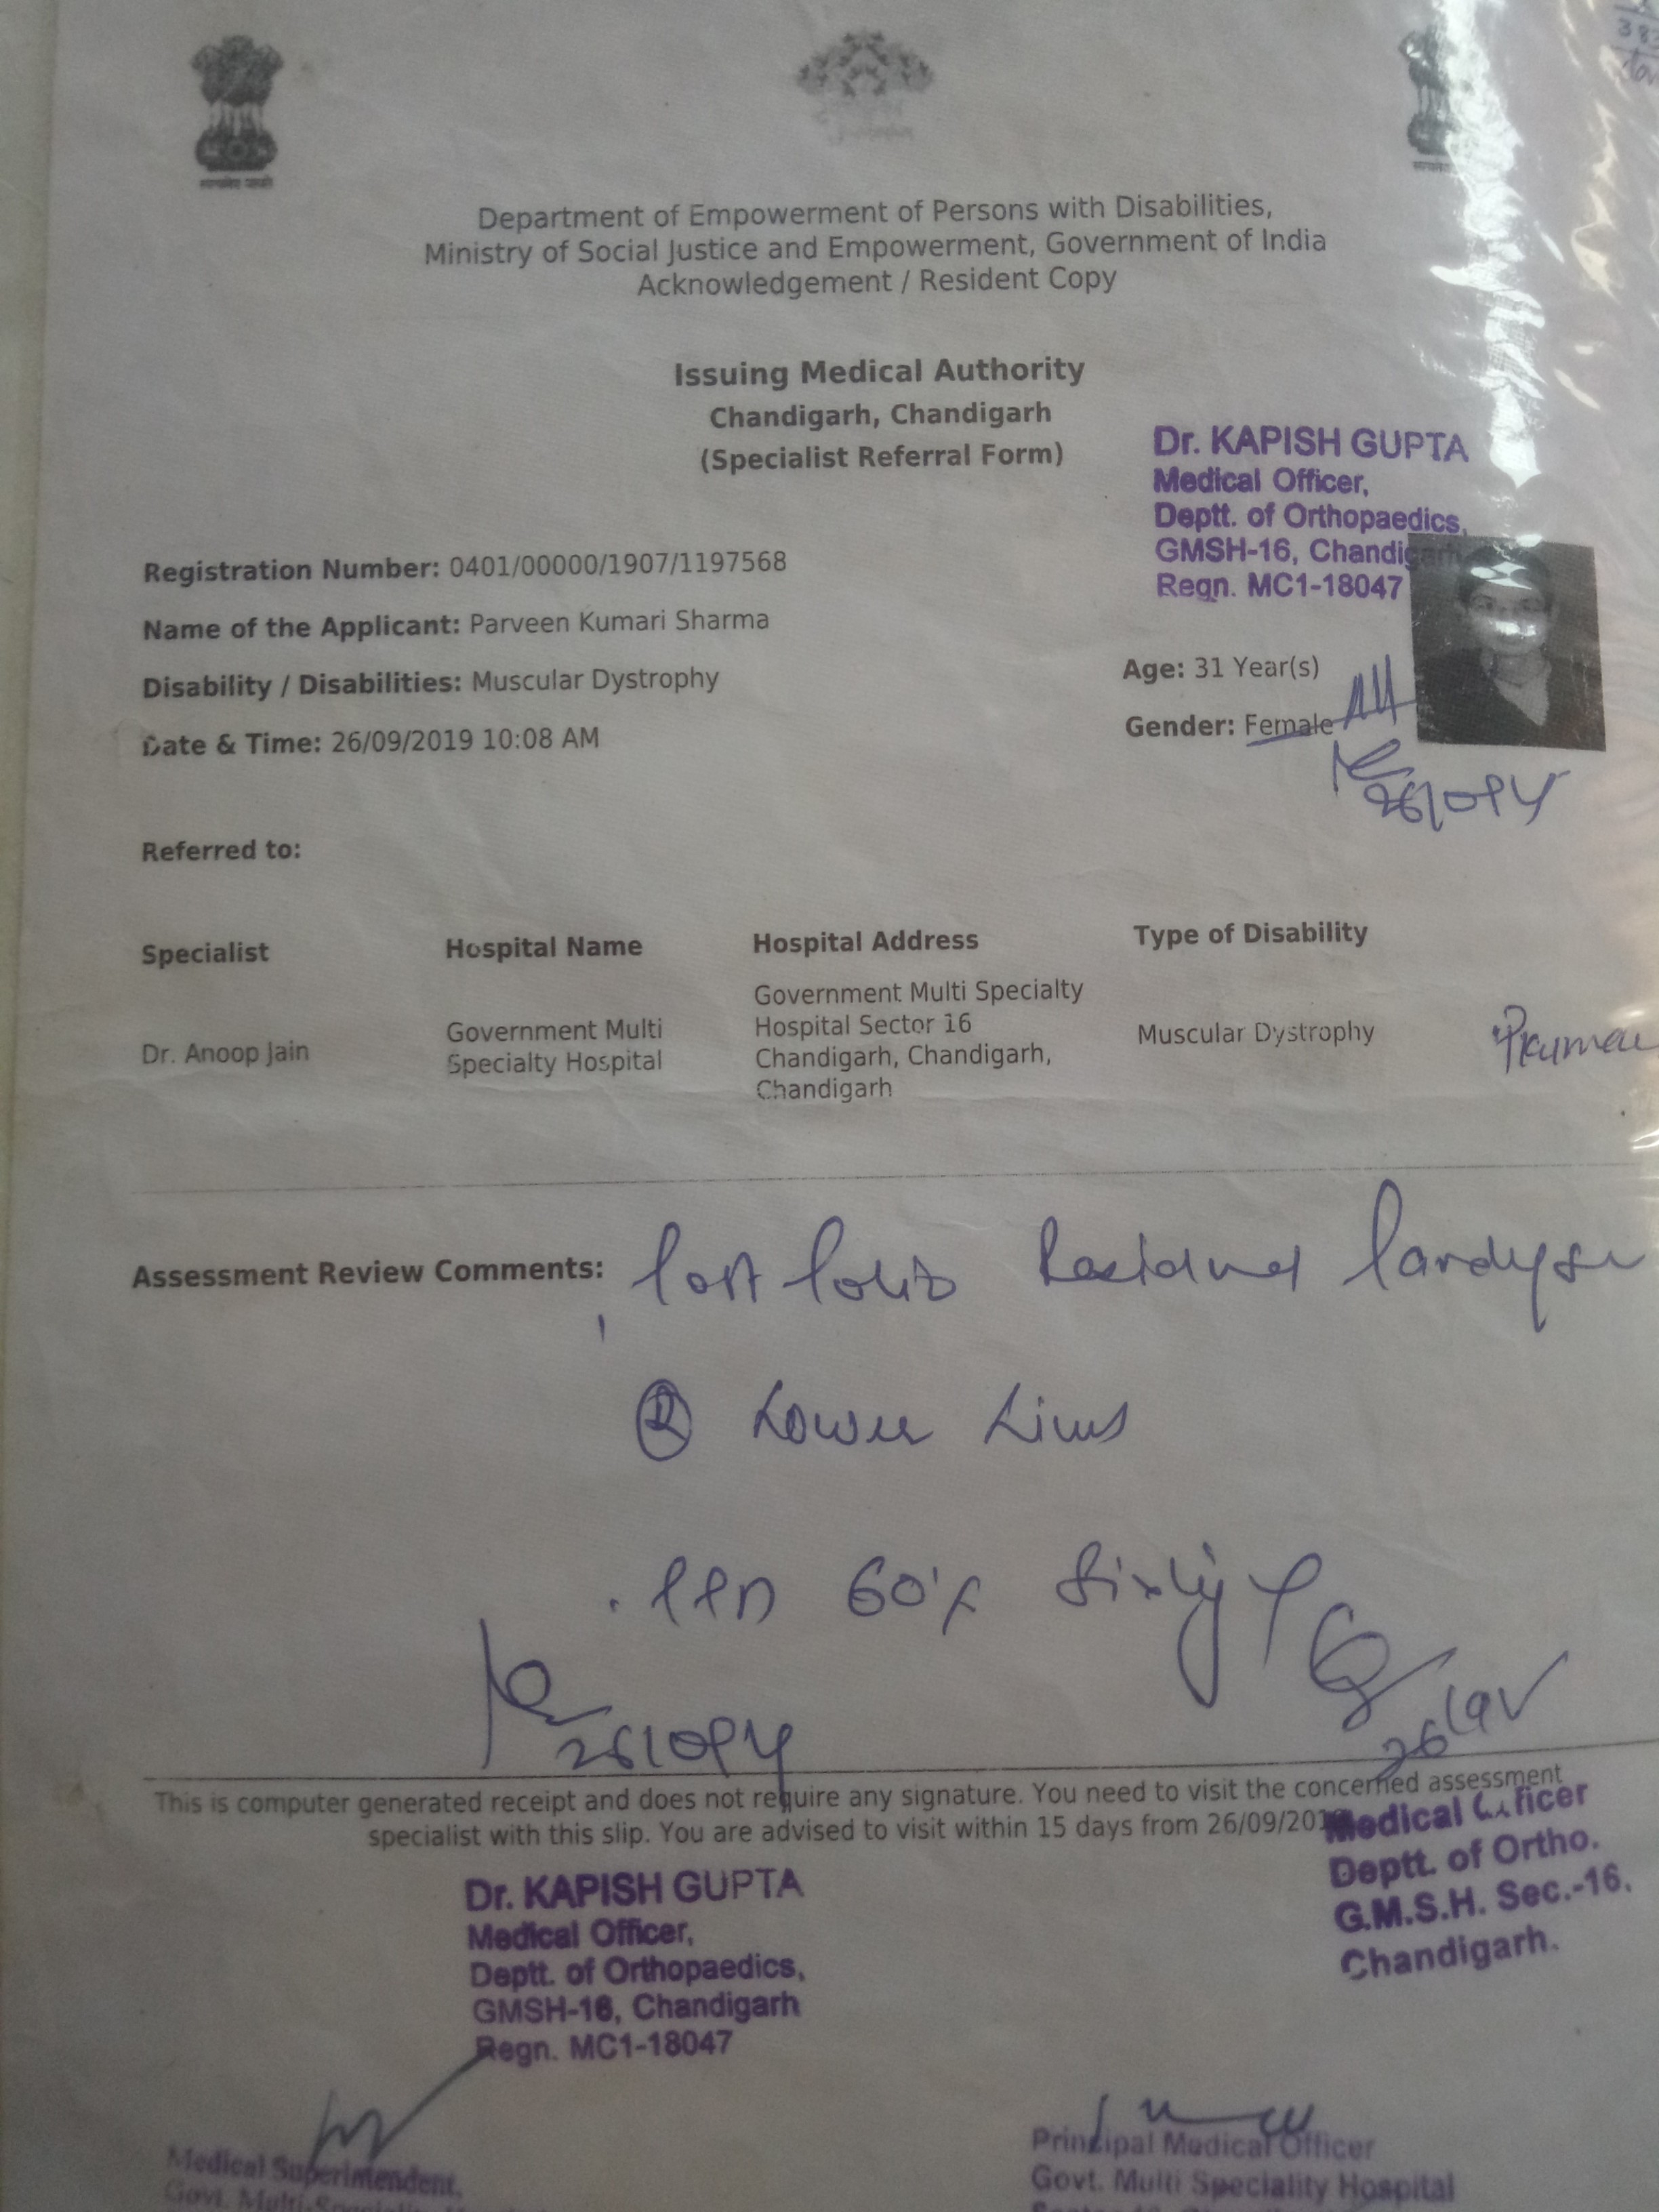 Department of Empowerment of Persons with Disabilities,
Ministry of Social Justice and Empowerment, Government of India
Acknowledgement / Resident Copy
Issuing Medical Authority
Chandigarh, Chandigarh
(Specialist Referral Form)
Dr. KAPISH GUPTA
Medical Officer,
Deptt. of Orthopaedics,
GMSH-16, Chandigarh
Regn. MC1-18047
Registration Number: 0401/00000/1907/1197568
Name of the Applicant: Parveen Kumari Sharma
Disability / Disabilities: Muscular Dystrophy
Date & Time: 26/09/2019 10:08 AM
Age: 31 Year(s)
Gender: Female
Referred to:
Specialist Hospital Name Hospital Address Type of Disability
Dr. Anoop Jain
Government Multi
Specialty Hospital
Government Multi Specialty
Hospital Sector 16
Chandigarh, Chandigarh,
Chandigarh
Muscular Dystrophy
Assessment Review Comments: Post Polio Residual
Ⓡ Lower Limb
PPD 60% Sixty
This is computer generated receipt and does not require any signature. You need to visit the concerned assessment
specialist with this slip. You are advised to visit within 15 days from 26/09/2019
Dr. KAPISH GUPTA
Medical Officer,
Deptt. of Orthopaedics,
GMSH-16, Chandigarh
Regn. MC1-18047
Medical Officer
Deptt. of Ortho.
G.M.S.H. Sec.-16,
Chandigarh.
Medical Superintendent,
Principal Medical Officer
Govt. Multi Speciality Hospital